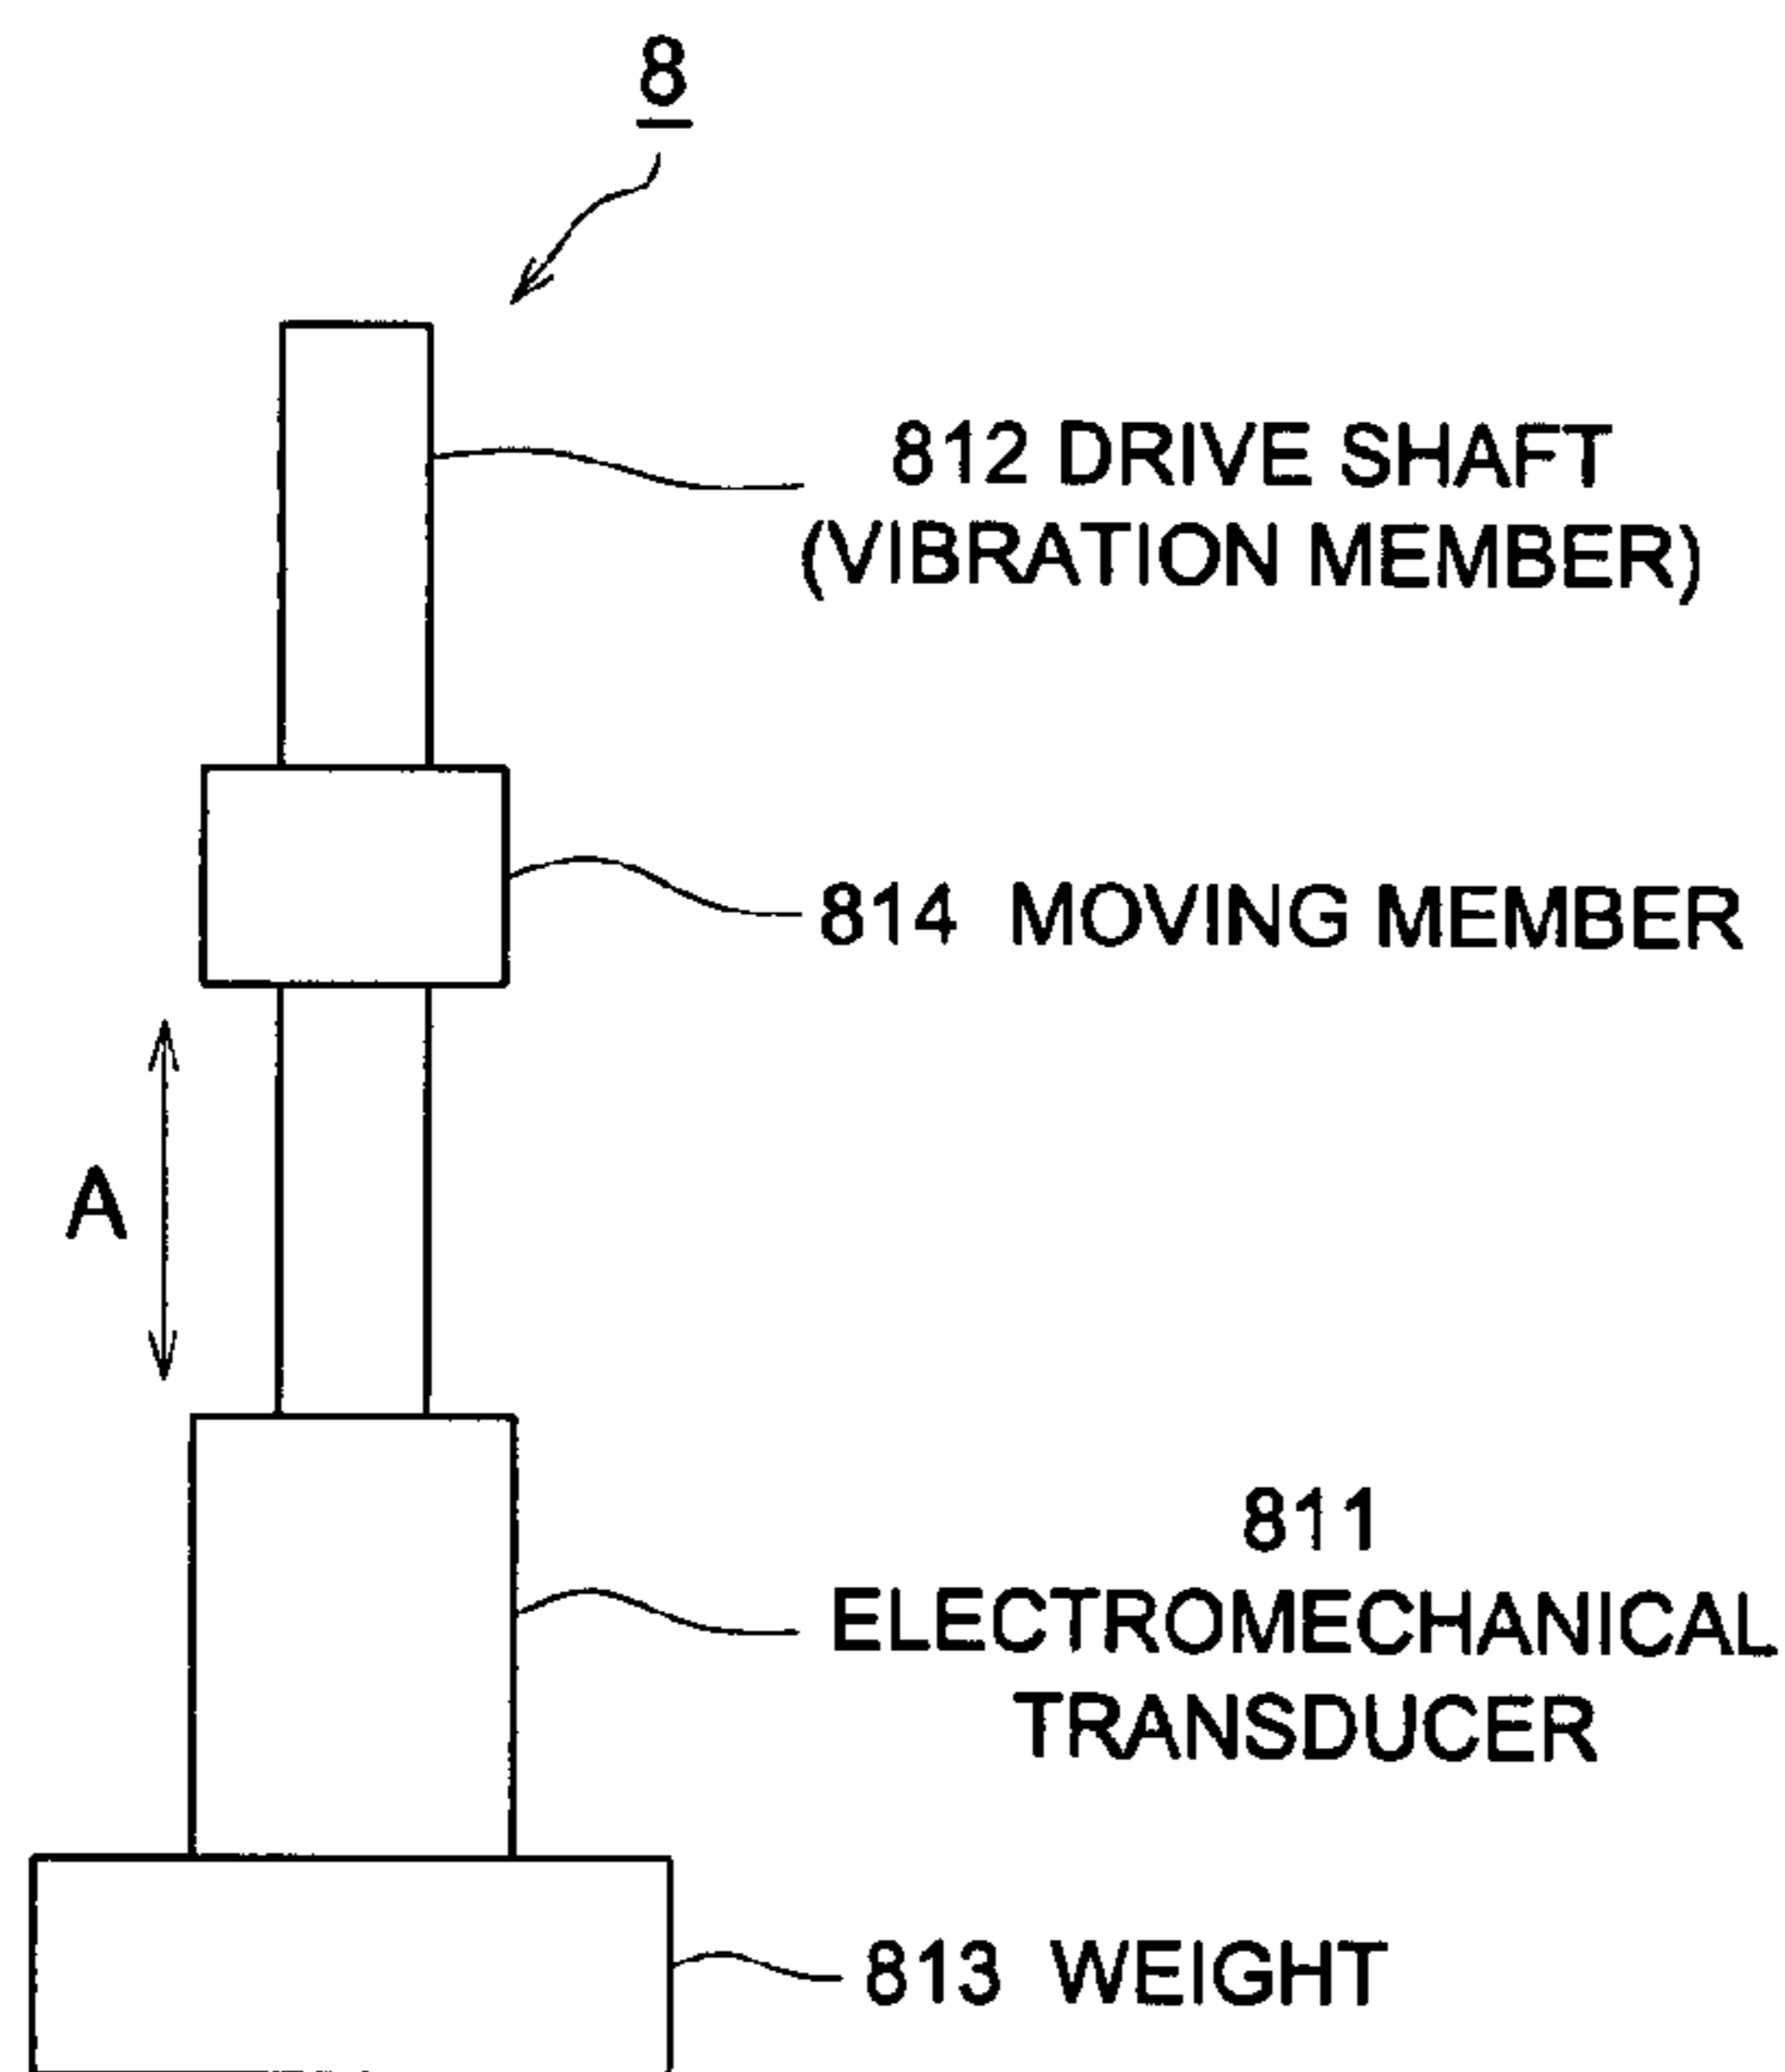 8
812 DRIVE SHAFT
(VIBRATION MEMBER)
814 MOVING MEMBER
A
811
ELECTROMECHANICAL
TRANSDUCER
813 WEIGHT